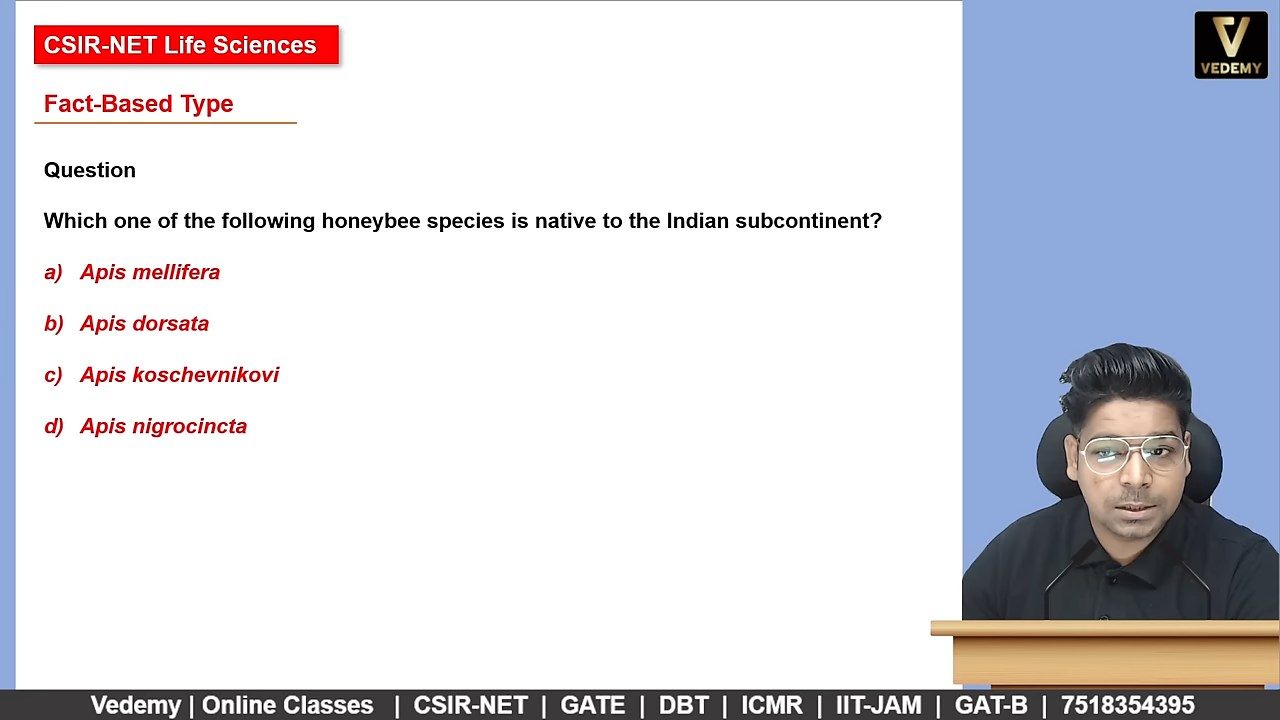 CSIR-NET Life Sciences
VEDEMY
Fact-Based Type
Question
Which one of the following honeybee species is native to the Indian subcontinent?
a) Apis mellifera
b) Apis dorsata
c) Apis koschevnikovi
d) Apis nigrocincta
Vedemy | Online Classes | CSIR-NET | GATE | DBT | ICMR | IIT-JAM | GAT-B | 7518354395